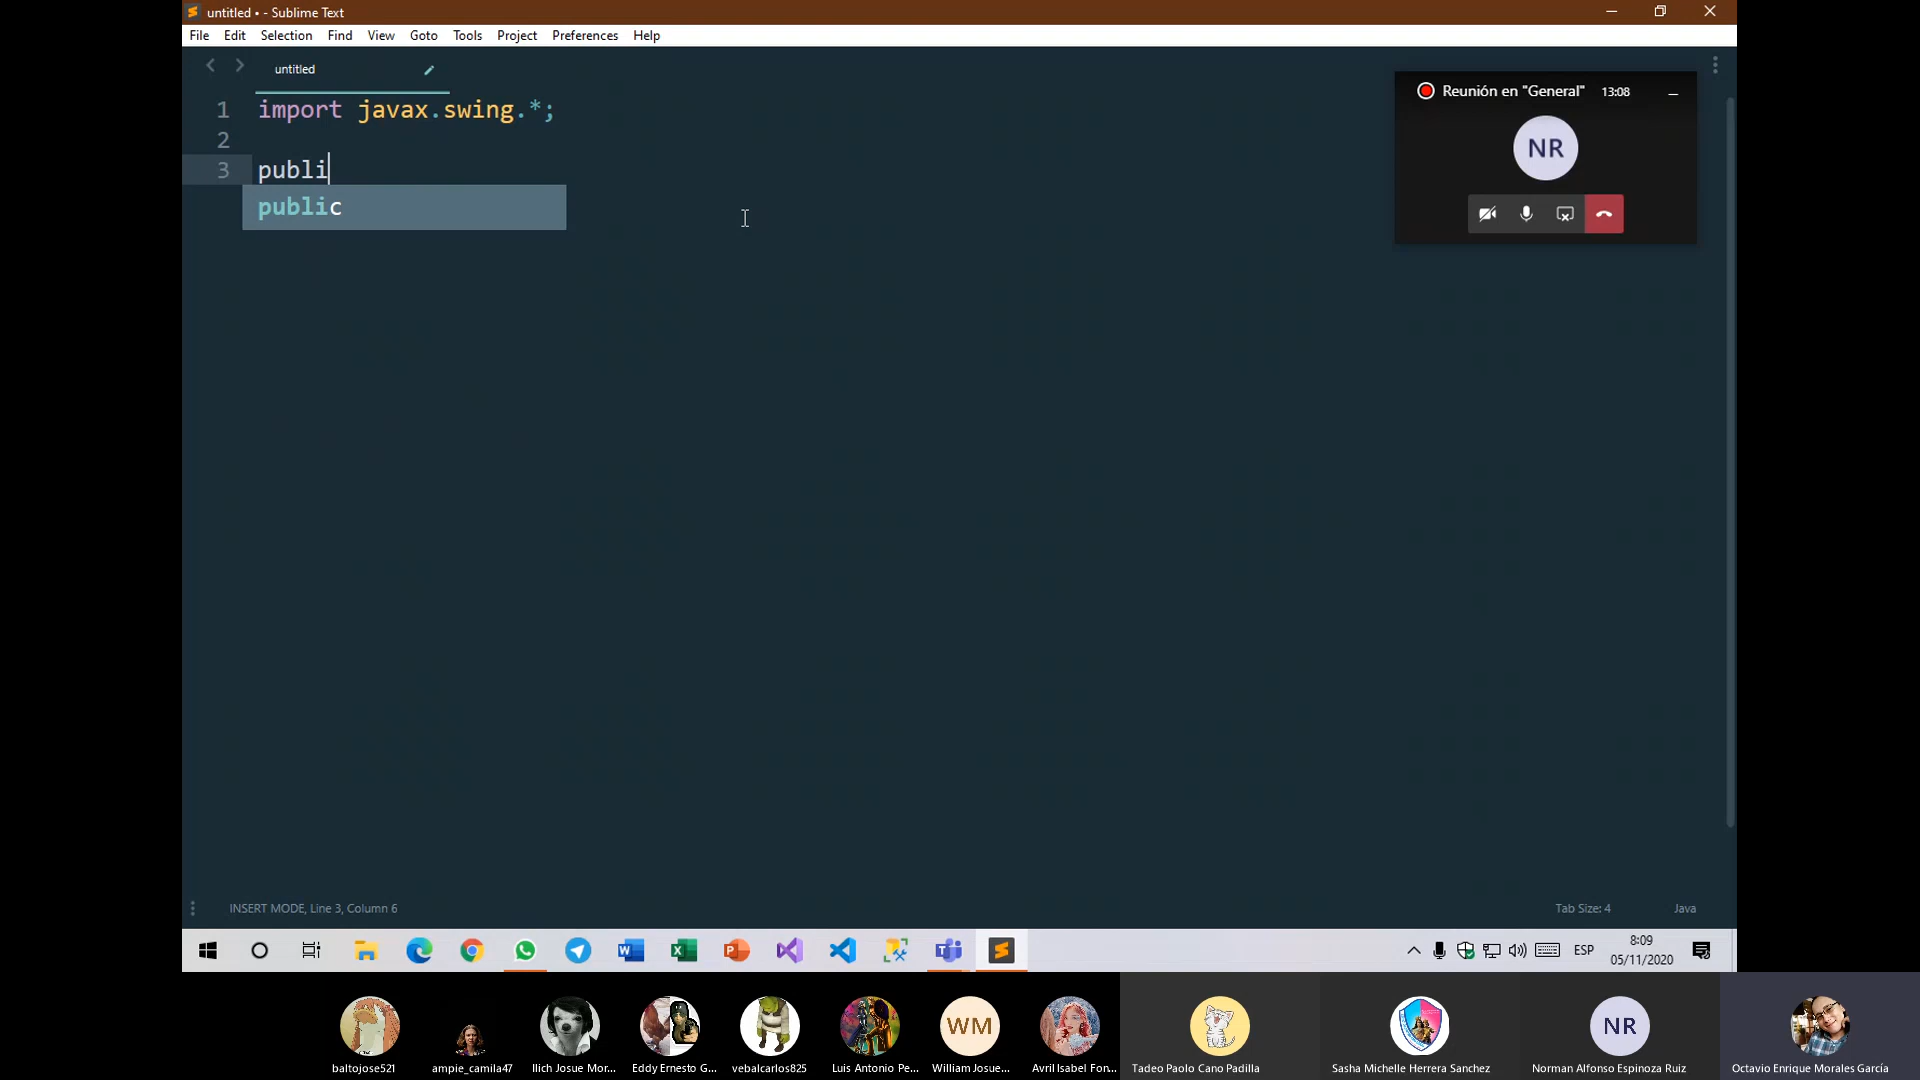 untitled • - Sublime Text
File Edit Selection Find View Goto Tools Project Preferences Help
untitled
Reunión en "General" 13:08
NR
1 import javax.swing.*;
2
3 publi
public
INSERT MODE, Line 3, Column 6
Tab Size: 4 Java
ESP
8:09
05/11/2020
WM NR
baltojose521 ampie_camila47 Ilich Josue Mor... Eddy Ernesto G... vebalcarlos825 Luis Antonio Pe... William Josue... Avril Isabel Fon... Tadeo Paolo Cano Padilla Sasha Michelle Herrera Sanchez Norman Alfonso Espinoza Ruiz Octavio Enrique Morales García